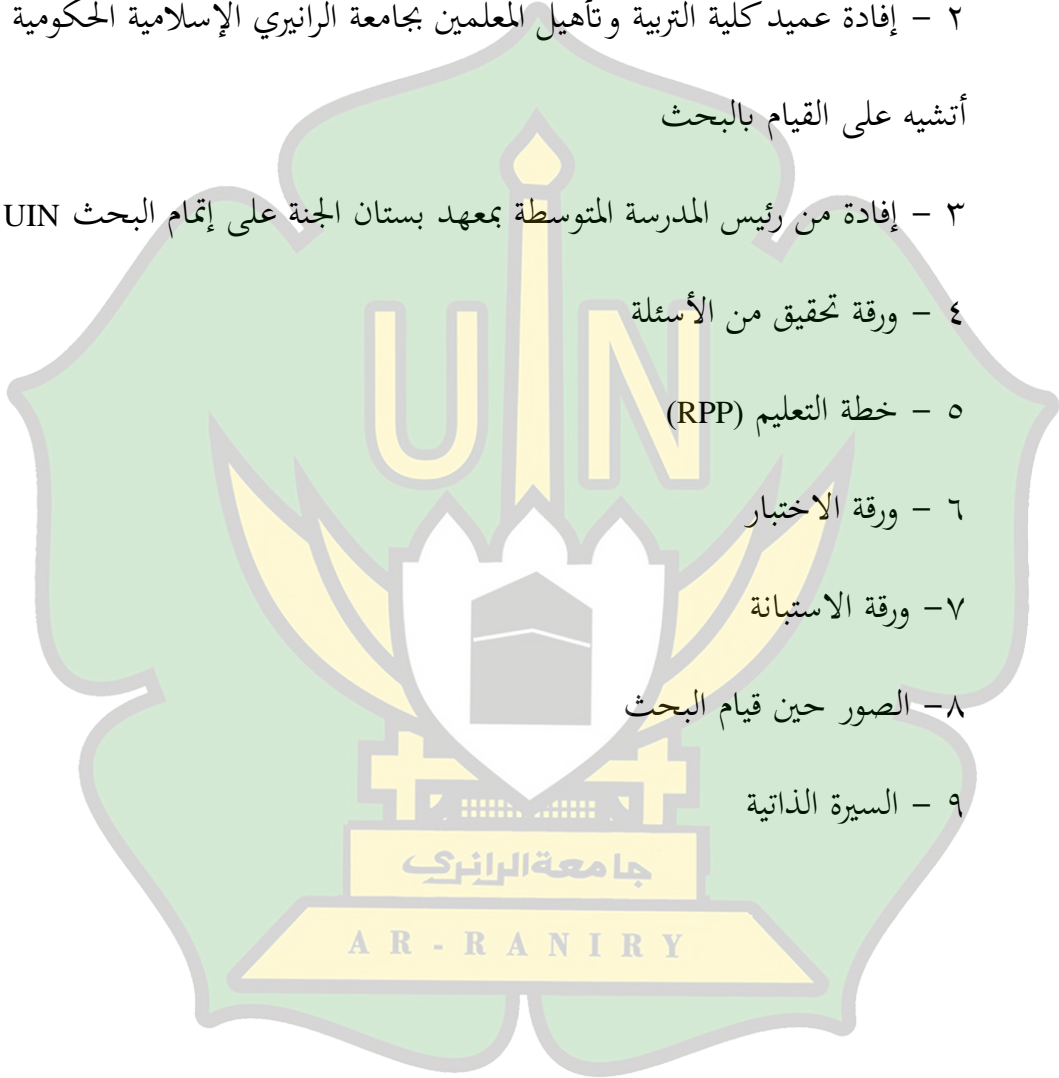 ٢ – إفادة عميد كلية التربية وتأهيل المعلمين بجامعة الرانيري الإسلامية الحكومية
أتشيه على القيام بالبحث
٣ – إفادة من رئيس المدرسة المتوسطة بمعهد بستان الجنة على إتمام البحث UIN
٤ – ورقة تحقيق من الأسئلة
٥ – خطة التعليم (RPP)
٦ – ورقة الاختبار
٧– ورقة الاستبانة
٨– الصور حين قيام البحث
٩ – السيرة الذاتية
UIN
جامعةالرانري
AR-RANIRY